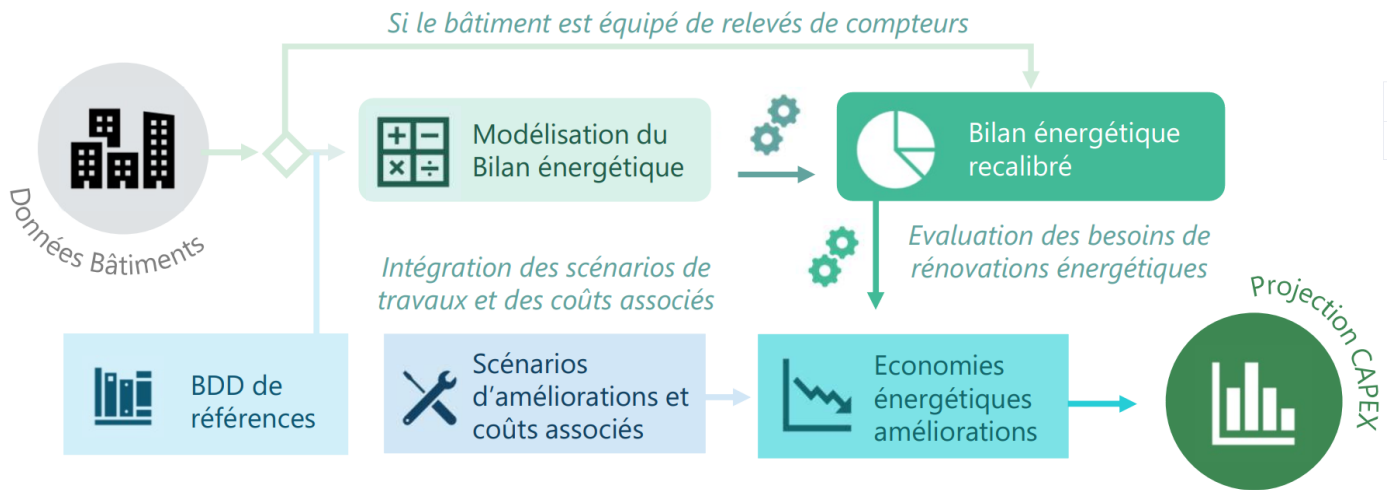 Si le bâtiment est équipé de relevés de compteurs
Données Bâtiments
Modélisation du
Bilan énergétique
Bilan énergétique
recalibré
Intégration des scénarios de
travaux et des coûts associés
Evaluation des besoins de
rénovations énergétiques
BDD de
références
Scénarios
d'améliorations et
coûts associés
Economies
énergétiques
améliorations
Projection CAPEX